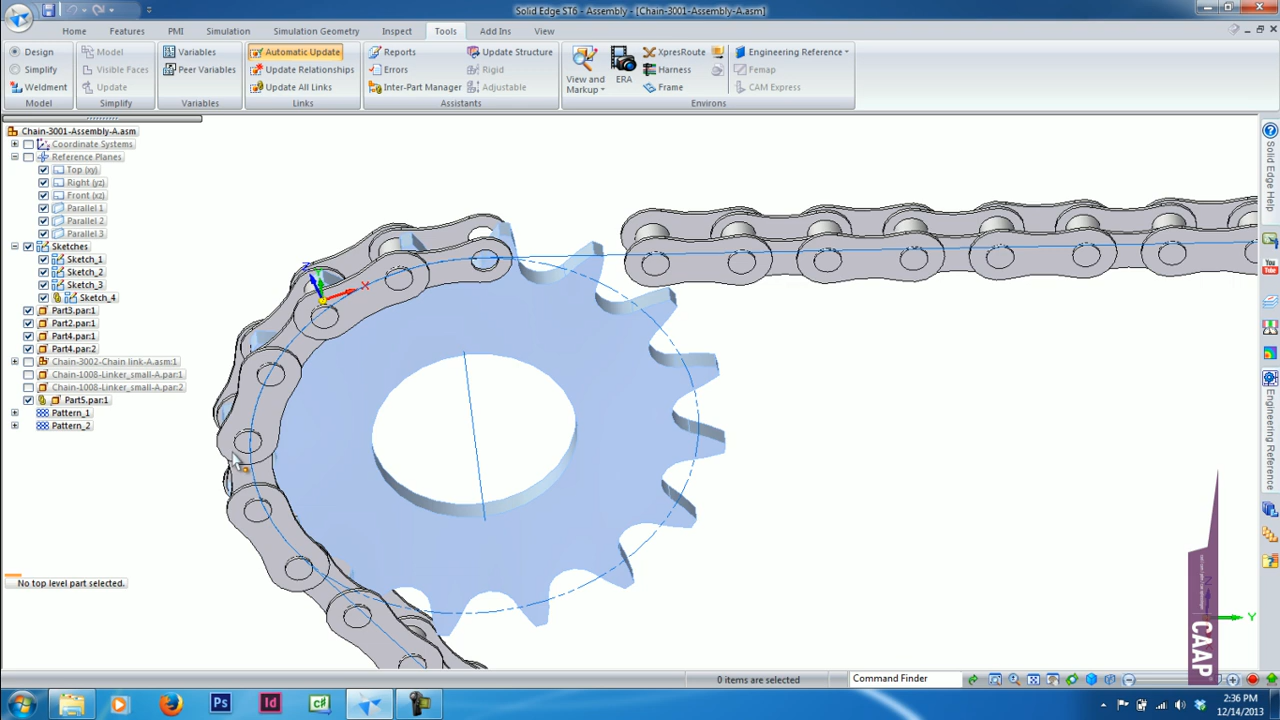 Solid Edge ST6 - Assembly - [Chain-3001-Assembly-A.asm]
Home Features PMI Simulation Simulation Geometry Inspect Tools Add Ins View
Design Model Variables Automatic Update Reports Update Structure XpresRoute Engineering Reference
Simplify Visible Faces Peer Variables Update Relationships Errors Rigid View and Markup ERA Harness Femap
Weldment Update Update All Links Inter-Part Manager Adjustable Frame CAM Express
Model Simplify Variables Links Assistants Environs
Chain-3001-Assembly-A.asm
Coordinate Systems
Reference Planes
Top (xy)
Right (yz)
Front (xz)
Parallel 1
Parallel 2
Parallel 3
Sketches
Sketch_1
Sketch_2
Sketch_3
Sketch_4
Part3.par:1
Part2.par:1
Part4.par:1
Part4.par:2
Chain-3002-Chain link-A.asm:1
Chain-1008-Linker_small-A.par:1
Chain-1008-Linker_small-A.par:2
Part5.par:1
Pattern_1
Pattern_2
No top level part selected.
Z
X
Solid Edge Help
You Tube
Engineering Reference
Z
Y
CAAP
0 items are selected
Command Finder
Ps
Id
C#
2:36 PM
12/14/2013